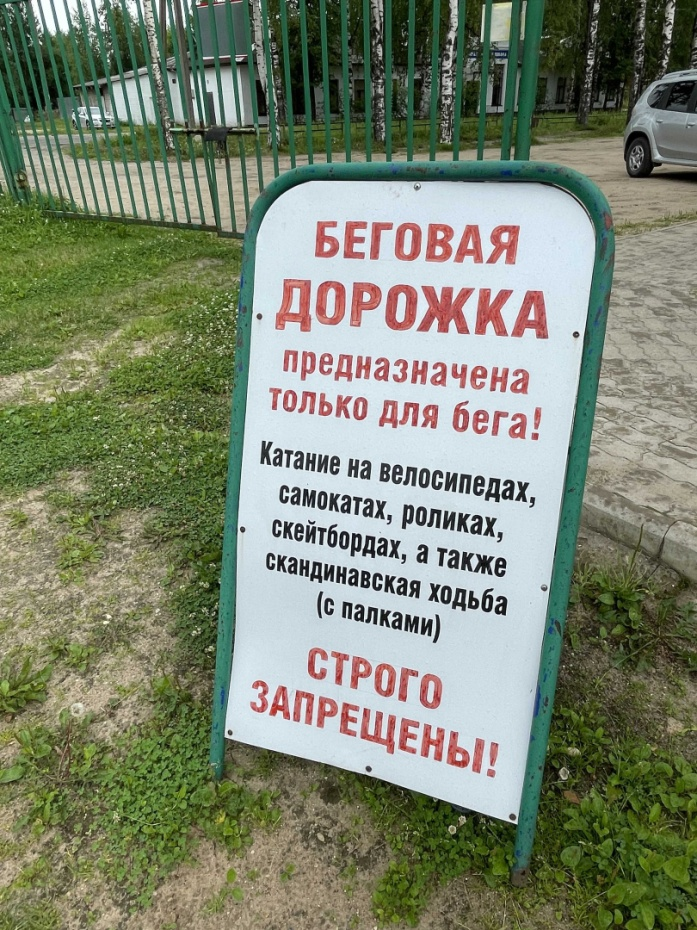 БЕГОВАЯ
ДОРОЖКА
предназначена
только для бега!
Катание на велосипедах,
самокатах, роликах,
скейтбордах, а также
скандинавская ходьба
(с палками)
СТРОГО
ЗАПРЕЩЕНЫ!